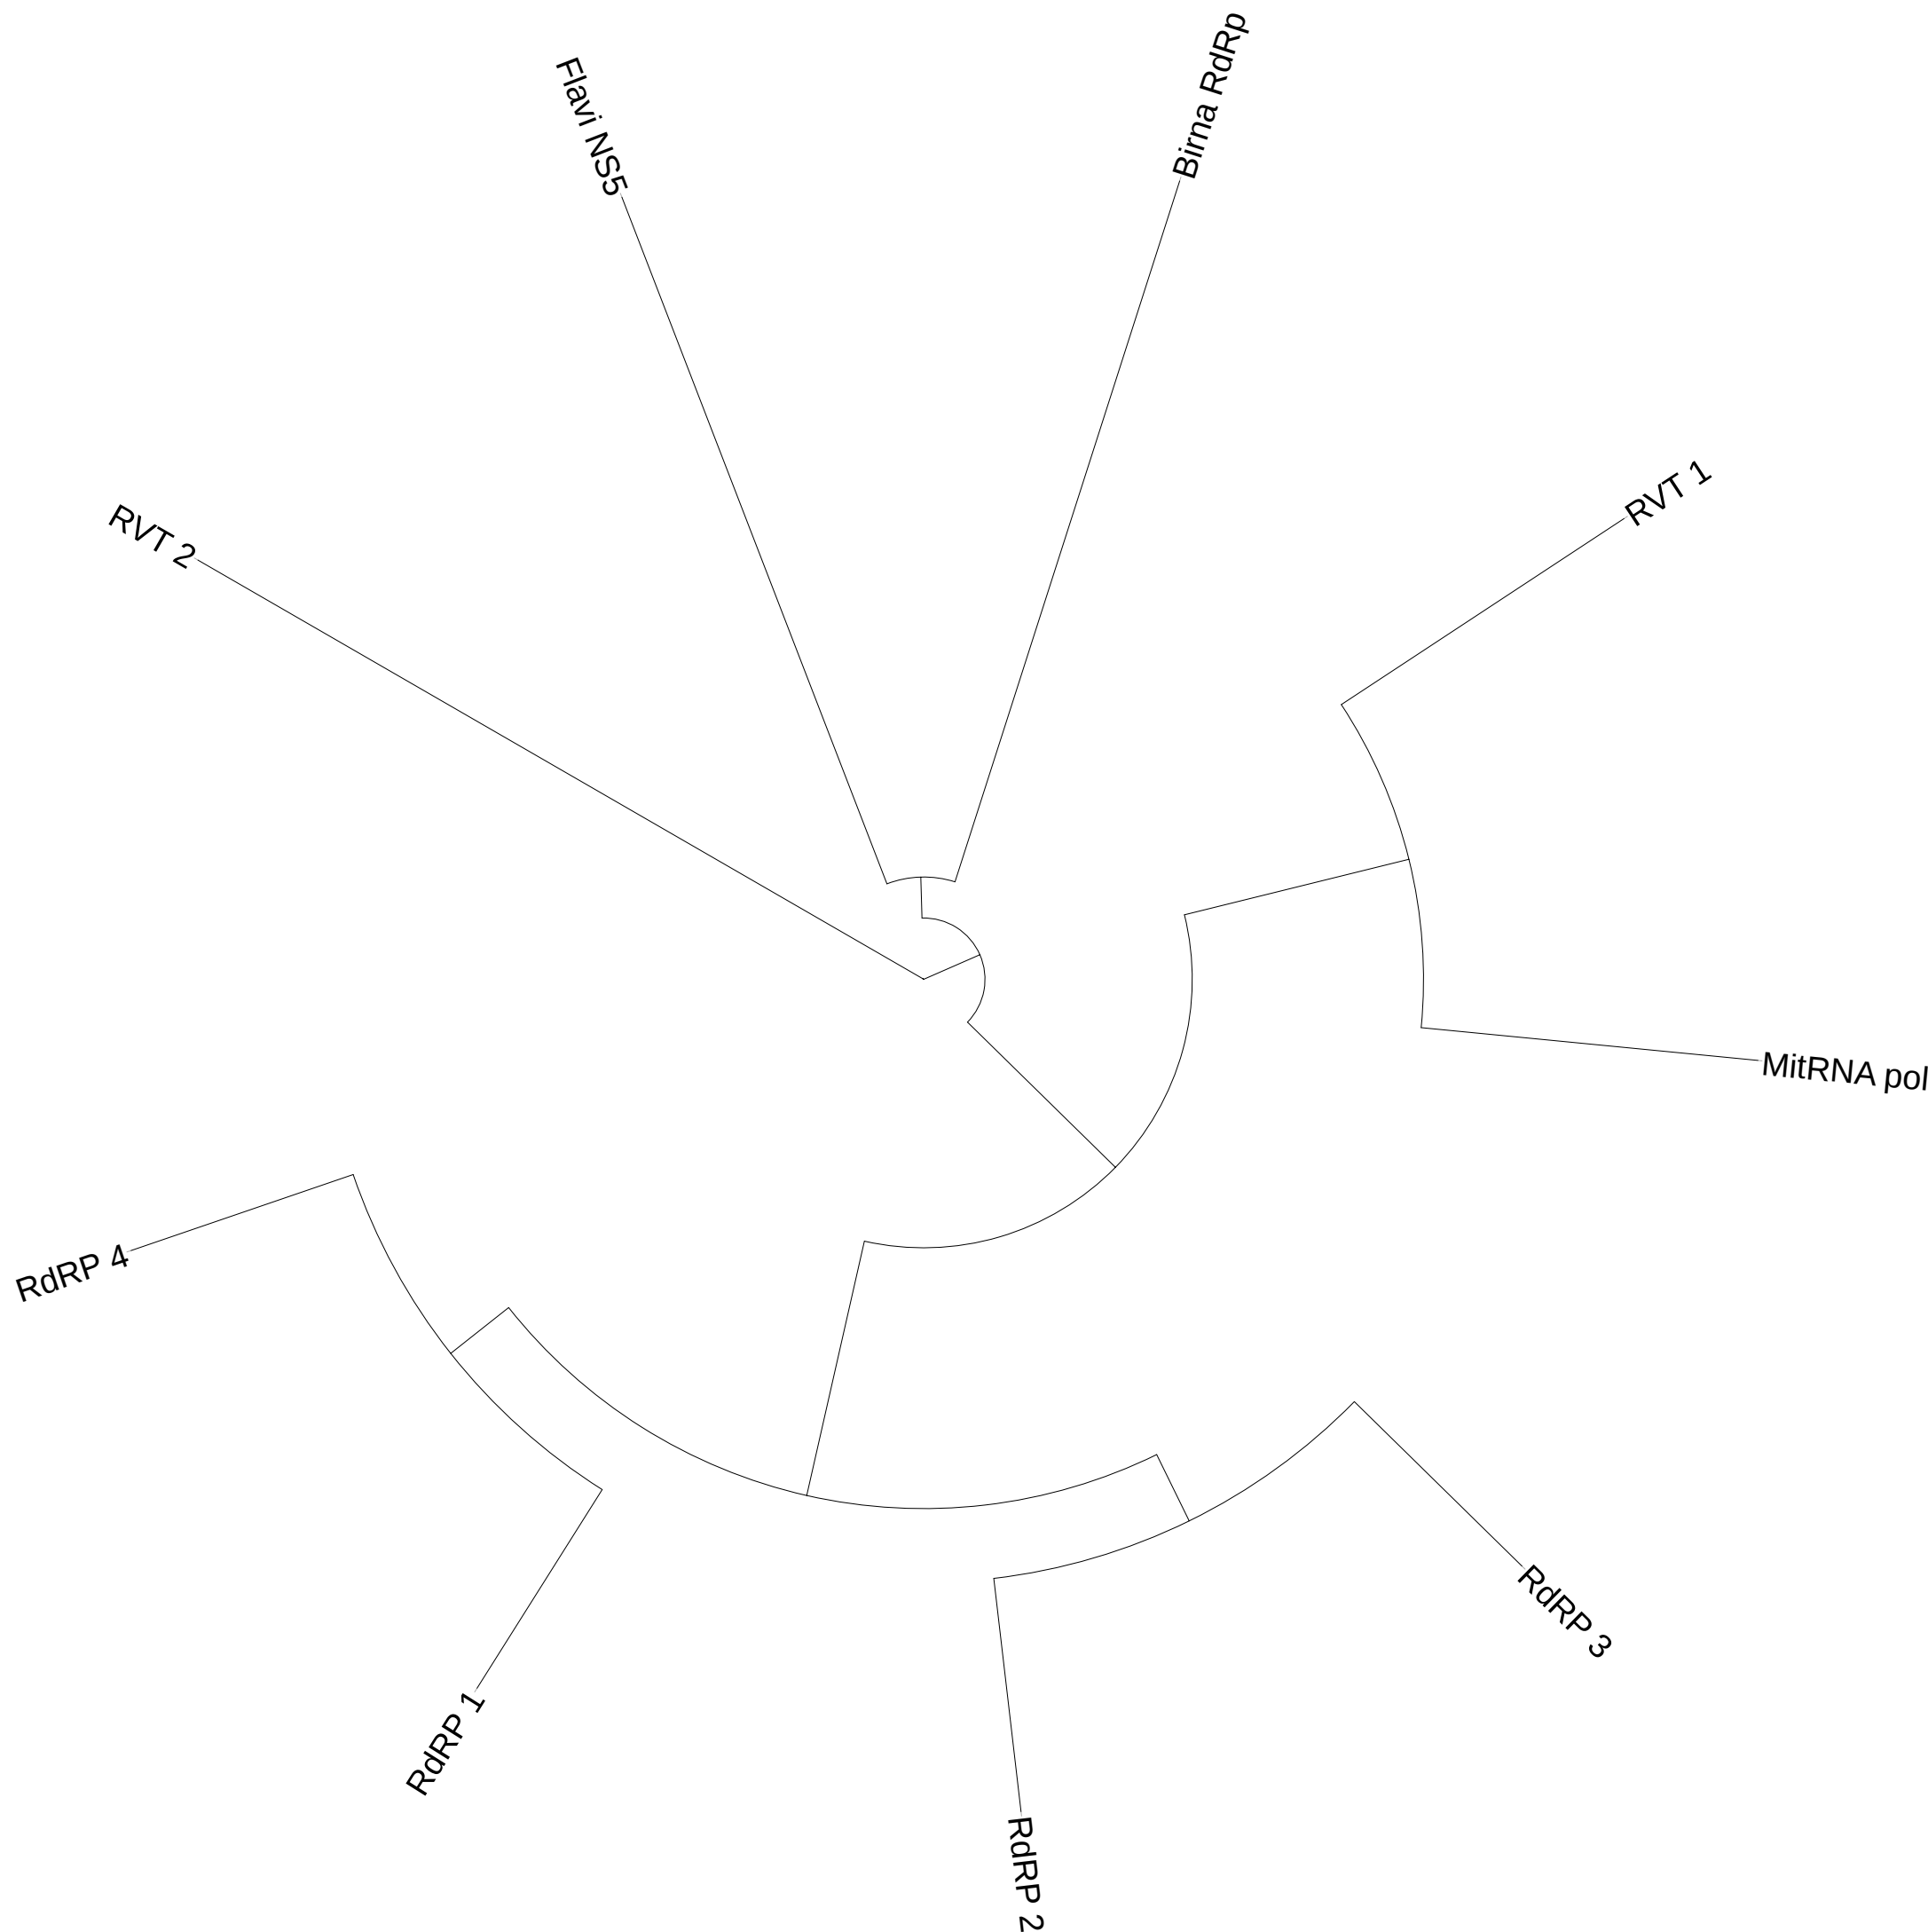 Birna RdRp
Flavi NS5
RVT 1
RVT 2
MitRNA pol
RdRP 4
RdRP 3
RdRP 1
RdRP 2